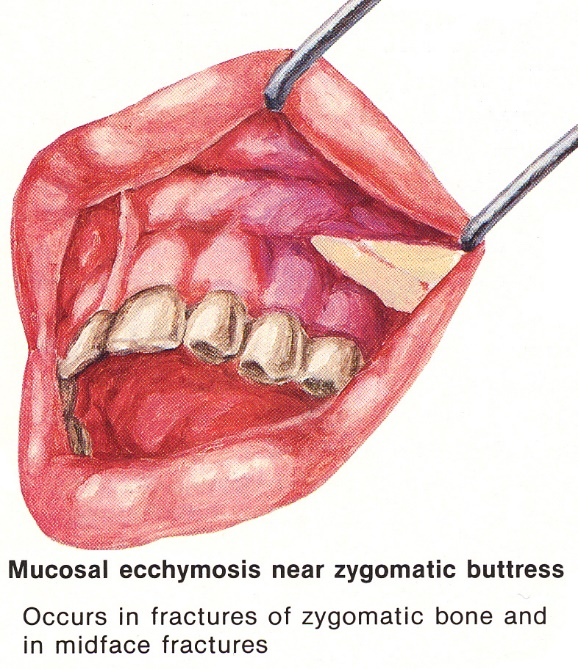 Mucosal ecchymosis near zygomatic buttress
Occurs in fractures of zygomatic bone and
in midface fractures